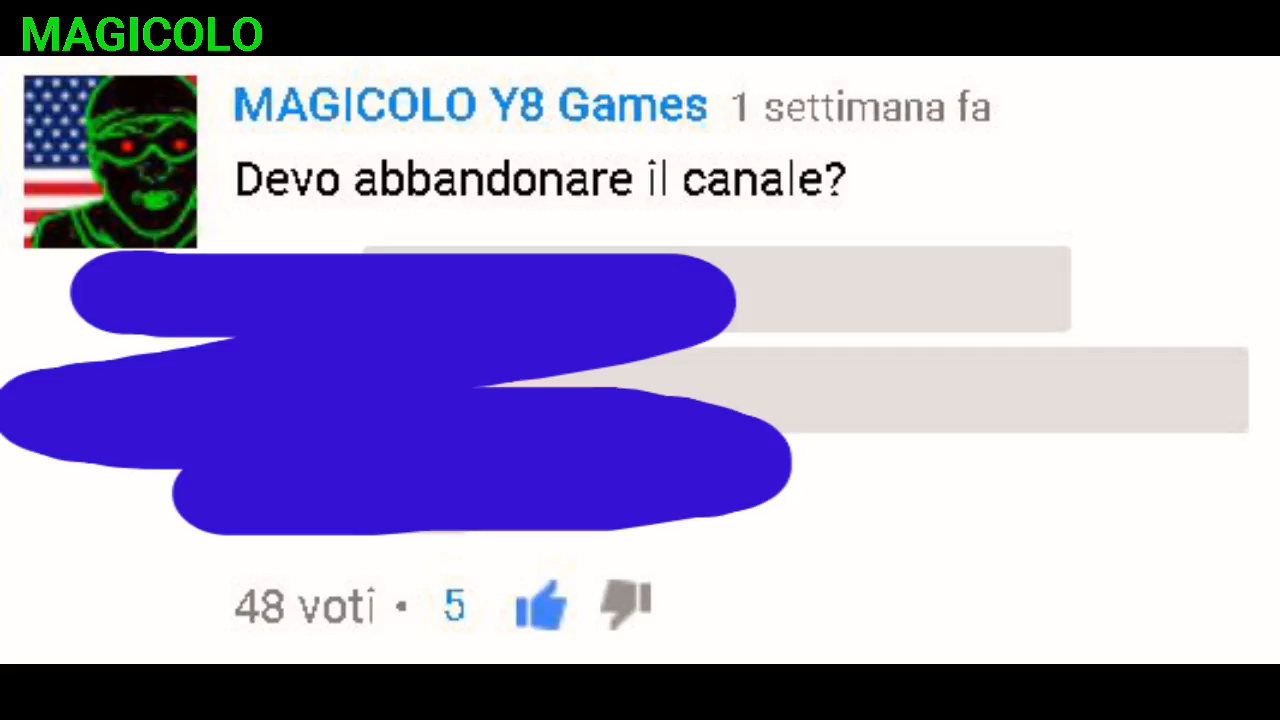 MAGICOLO
MAGICOLO Y8 Games 1 settimana fa
Devo abbandonare il canale?
48 voti • 5